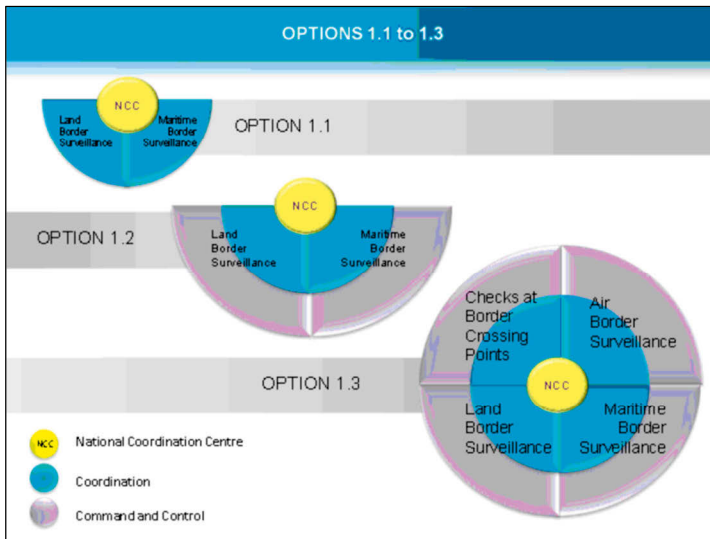 OPTIONS 1.1 to 1.3
NCC
Land
Border
Surveillance
Maritime
Border
Surveillance
OPTION 1.1
NCC
OPTION 1.2
Land
Border
Surveillance
Maritime
Border
Surveillance
Checks at
Border
Crossing
Points
Air
Border
Surveillance
OPTION 1.3
NCC
Land
Border
Surveillance
Maritime
Border
Surveillance
NCC National Coordination Centre
Coordination
Command and Control